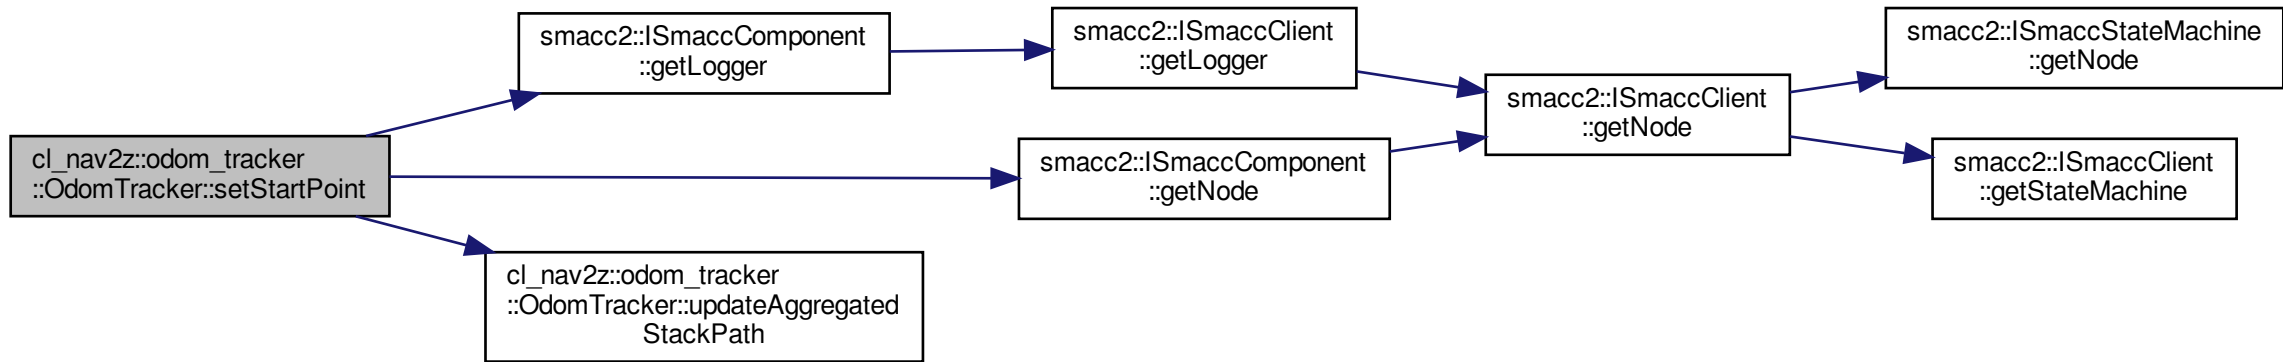 cl_nav2z::odom_tracker
::OdomTracker::setStartPoint
smacc2::ISmaccComponent
::getLogger
smacc2::ISmaccClient
::getLogger
smacc2::ISmaccComponent
::getNode
smacc2::ISmaccClient
::getNode
smacc2::ISmaccStateMachine
::getNode
smacc2::ISmaccClient
::getStateMachine
cl_nav2z::odom_tracker
::OdomTracker::updateAggregated
StackPath